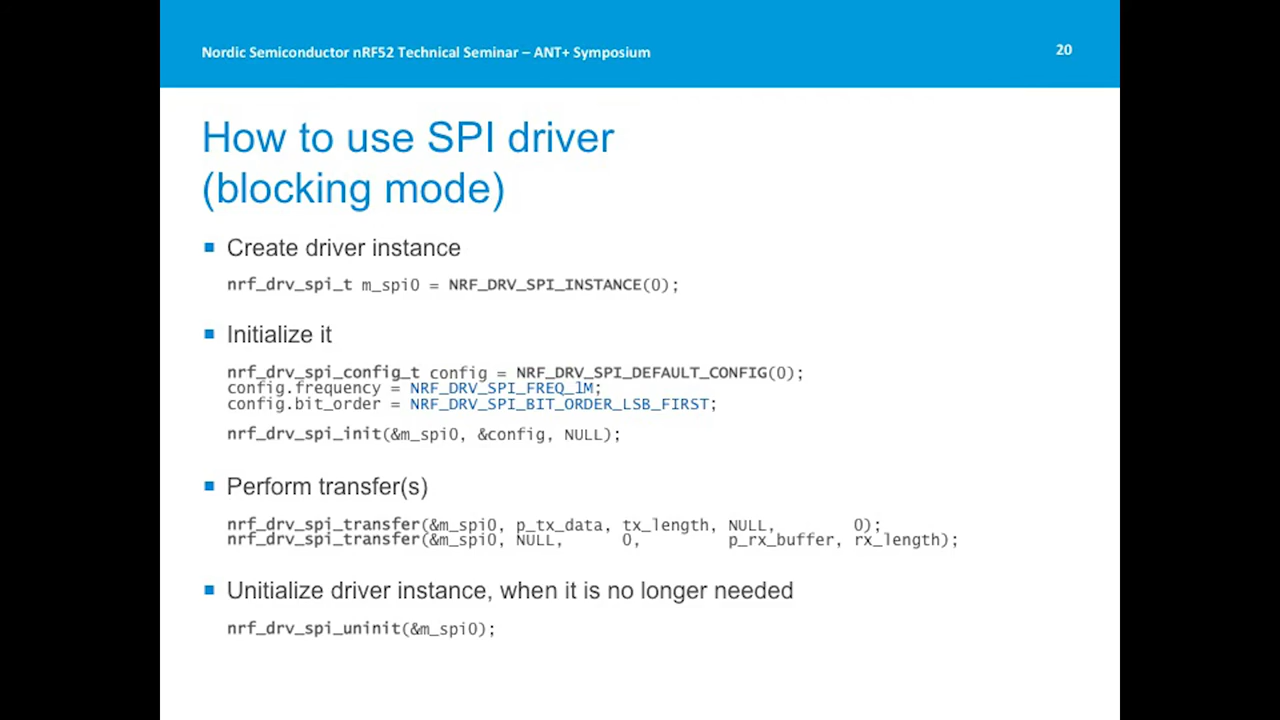 Nordic Semiconductor nRF52 Technical Seminar – ANT+ Symposium
20
How to use SPI driver
(blocking mode)
Create driver instance
nrf_drv_spi_t m_spi0 = NRF_DRV_SPI_INSTANCE(0);
Initialize it
nrf_drv_spi_config_t config = NRF_DRV_SPI_DEFAULT_CONFIG(0);
config.frequency = NRF_DRV_SPI_FREQ_1M;
config.bit_order = NRF_DRV_SPI_BIT_ORDER_LSB_FIRST;
nrf_drv_spi_init(&m_spi0, &config, NULL);
Perform transfer(s)
nrf_drv_spi_transfer(&m_spi0, p_tx_data, tx_length, NULL, 0);
nrf_drv_spi_transfer(&m_spi0, NULL, 0, p_rx_buffer, rx_length);
Unitialize driver instance, when it is no longer needed
nrf_drv_spi_uninit(&m_spi0);